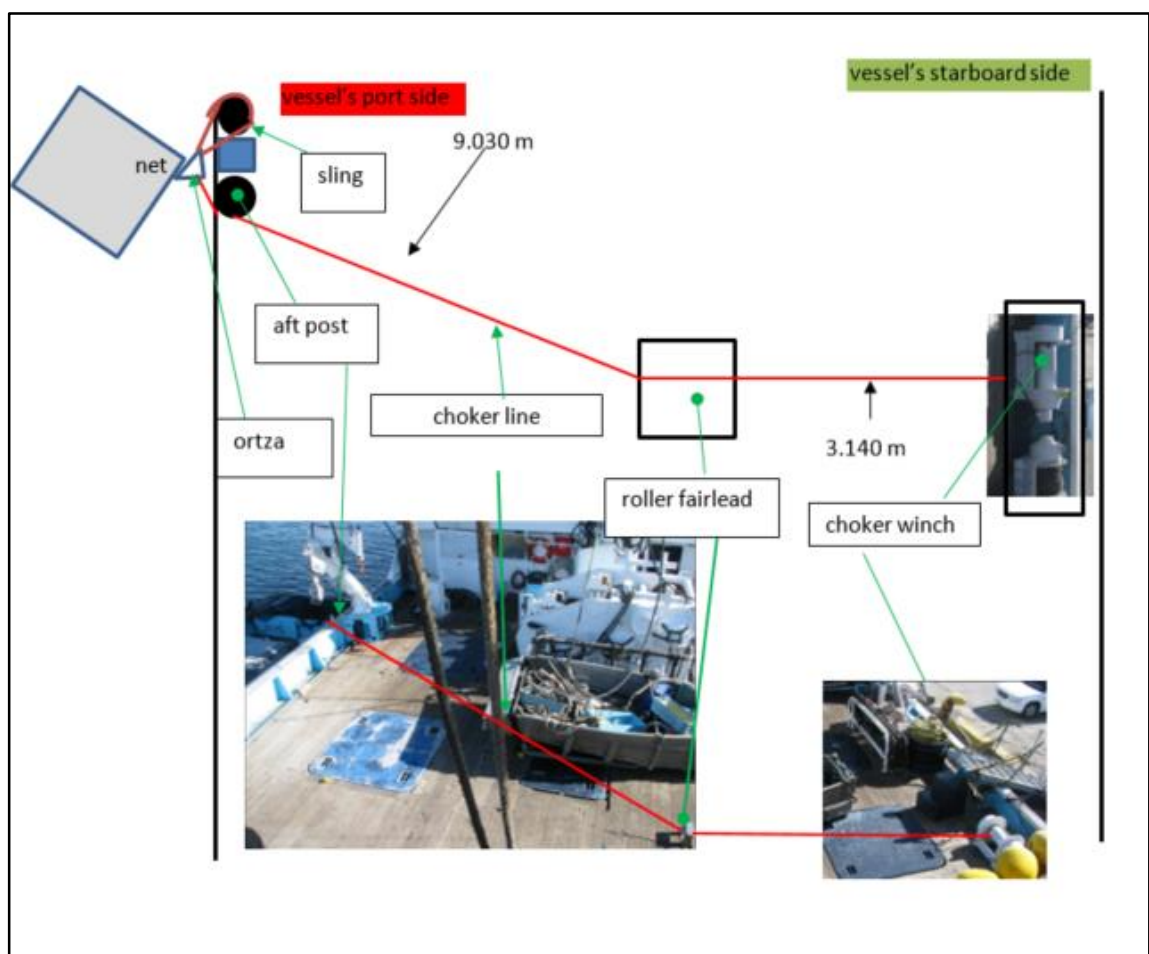 vessel's starboard side
vessel's port side
9.030 m
net
sling
aft post
choker line
ortza
3.140 m
roller fairlead
choker winch